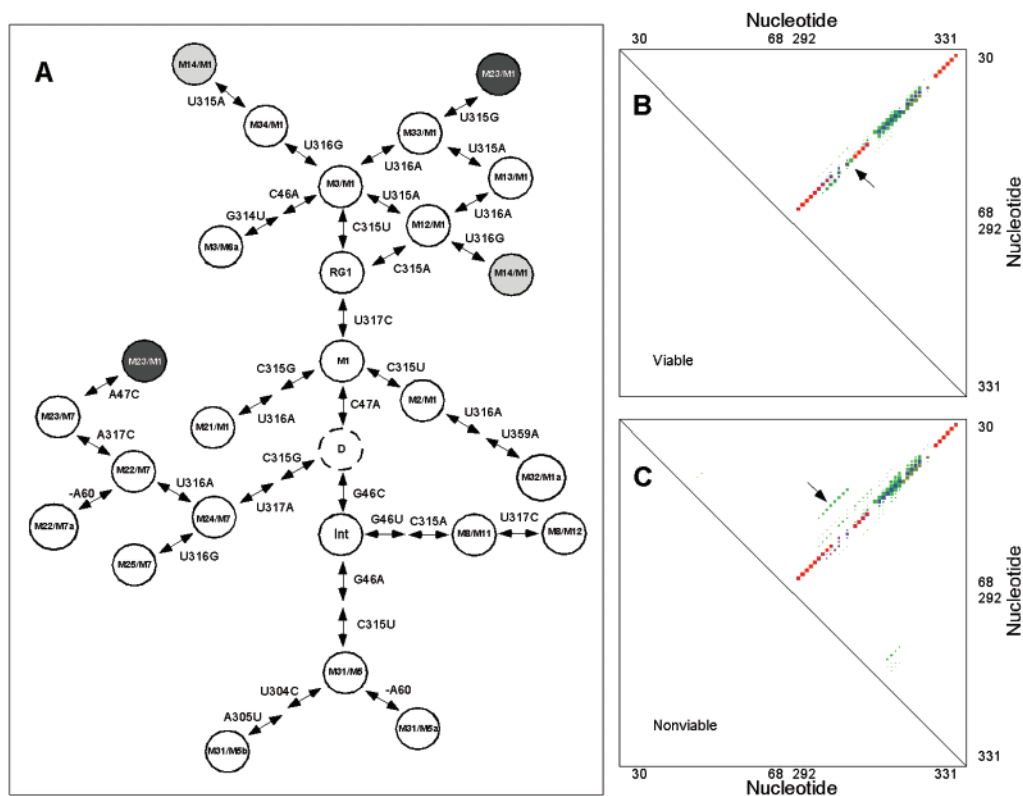 A
M14/M1
U315A
M34/M1
U316G
M23/M1
U315G
M33/M1
U316A
U315A
M13/M1
M3/M1
C46A
G314U
M3/M6a
U315A
U316A
M12/M1
C315U
U316G
RG1
C315A
M14/M1
U317C
M23/M1
A47C
M23/M7
C315G
M1
C315U
U316A
M21/M1
C47A
M2/M1
U316A
U359A
M32/M1a
A317C
M22/M7
U316A
-A60
M22/M7a
C315G
D
U317A
M24/M7
G46C
U316G
M25/M7
Int
G46U
C315A
M8/M11
U317C
M8/M12
G46A
C315U
M31/M5
U304C
-A60
A305U
M31/M5b
M31/M5a
Nucleotide
30 68 292 331
B
30
68
292
Nucleotide
331
Viable
C
30
68
292
Nucleotide
331
Nonviable
30 68 292 331
Nucleotide